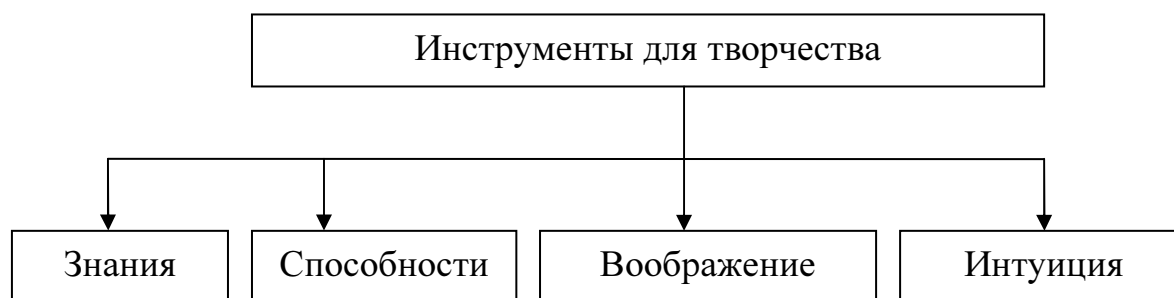 Инструменты для творчества
Знания
Способности
Воображение
Интуиция